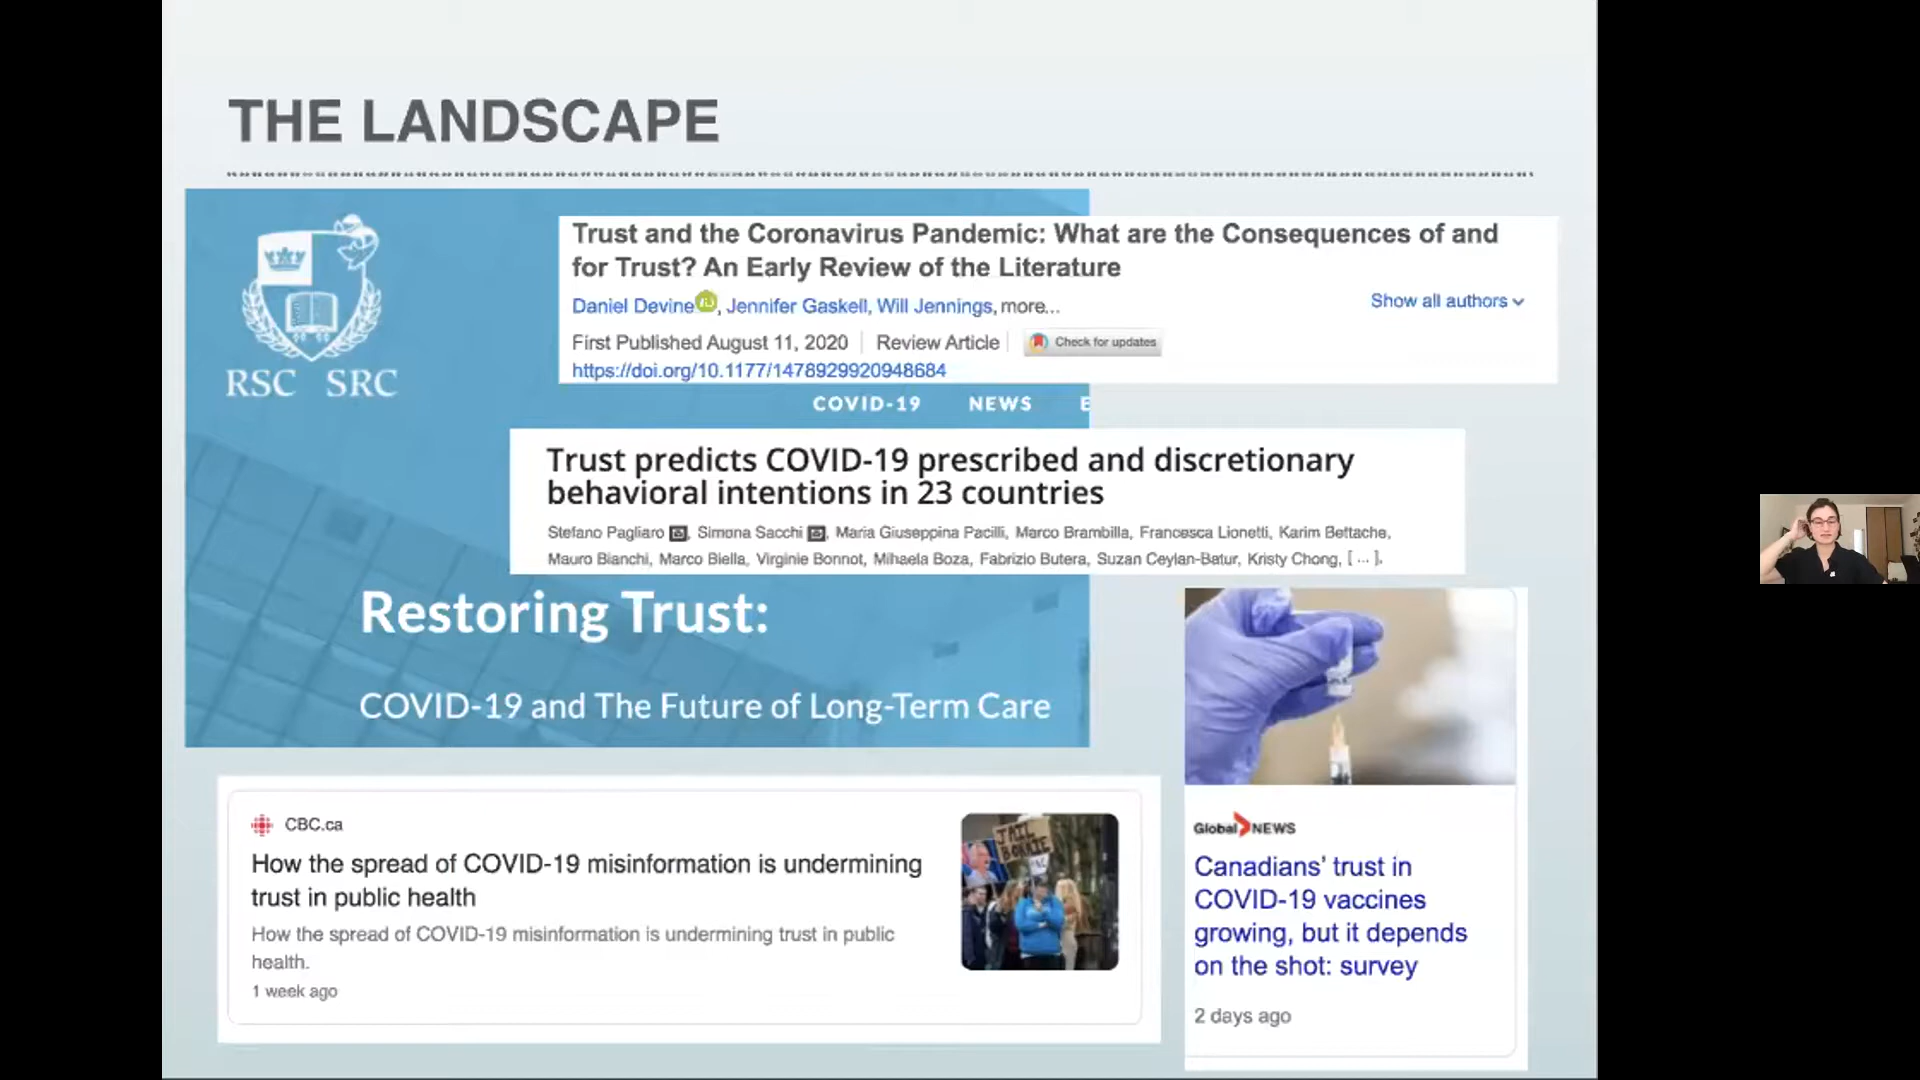 THE LANDSCAPE
RSC SRC
Trust and the Coronavirus Pandemic: What are the Consequences of and
for Trust? An Early Review of the Literature
Daniel Devine iD, Jennifer Gaskell, Will Jennings, more...
Show all authors
First Published August 11, 2020 Review Article Check for updates
https://doi.org/10.1177/1478929920948684
COVID-19 NEWS E
Trust predicts COVID-19 prescribed and discretionary
behavioral intentions in 23 countries
Stefano Pagliaro, Simona Sacchi, Maria Giuseppina Pacilli, Marco Brambilla, Francesca Lionetti, Karim Bettache,
Mauro Bianchi, Marco Biella, Virginie Bonnot, Mihaela Boza, Fabrizio Butera, Suzan Ceylan-Batur, Kristy Chong, [ ... ].
Restoring Trust:
COVID-19 and The Future of Long-Term Care
CBC.ca
How the spread of COVID-19 misinformation is undermining
trust in public health
How the spread of COVID-19 misinformation is undermining trust in public
health.
1 week ago
JAIL
BONNIE
Global NEWS
Canadians' trust in
COVID-19 vaccines
growing, but it depends
on the shot: survey
2 days ago